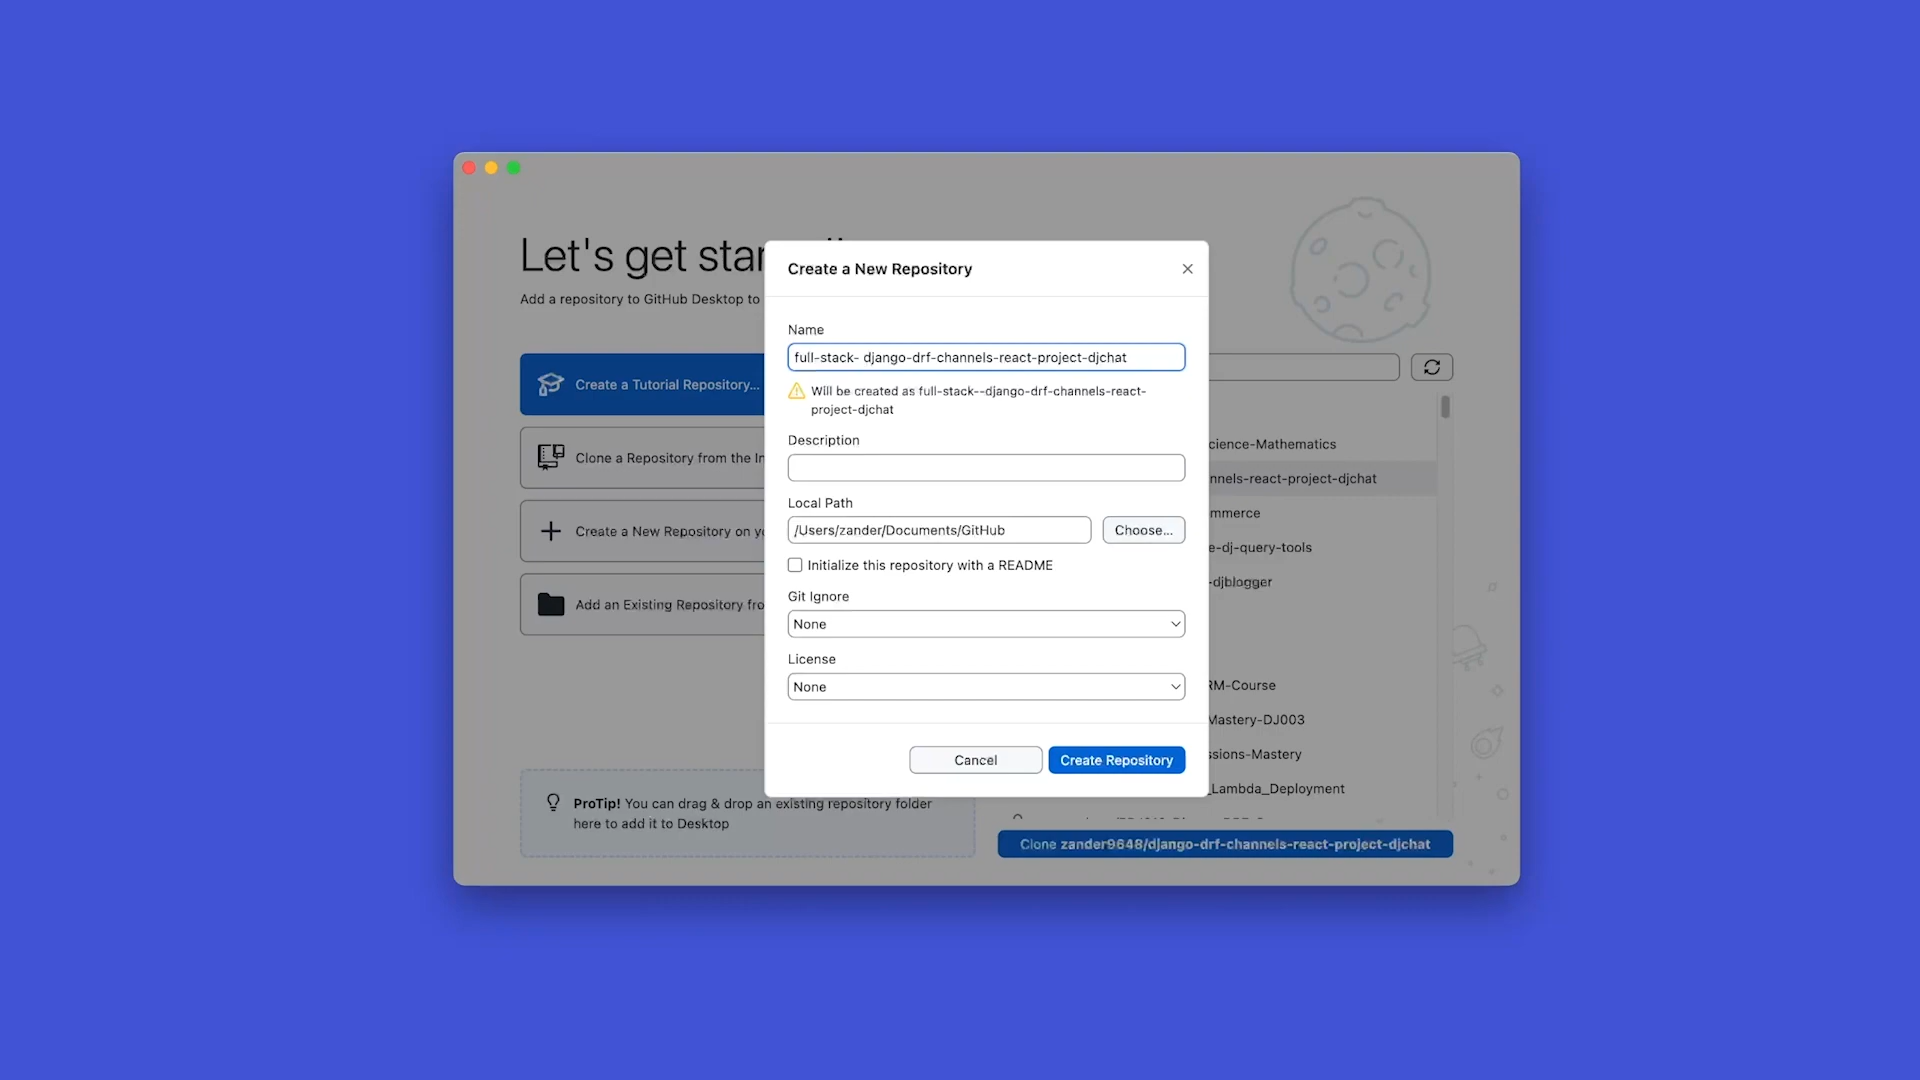 Let's get star
Add a repository to GitHub Desktop to
Create a Tutorial Repository...
Clone a Repository from the In
Create a New Repository on yo
Add an Existing Repository fro
ProTip! You can drag & drop an existing repository folder
here to add it to Desktop
Create a New Repository
Name
full-stack- django-drf-channels-react-project-djchat
Will be created as full-stack--django-drf-channels-react-
project-djchat
Description
Local Path
/Users/zander/Documents/GitHub
Choose...
Initialize this repository with a README
Git Ignore
None
License
None
Cancel
Create Repository
cience-Mathematics
nnels-react-project-djchat
mmerce
e-dj-query-tools
-djblogger
RM-Course
Mastery-DJ003
ssions-Mastery
_Lambda_Deployment
Clone zander9648/django-drf-channels-react-project-djchat